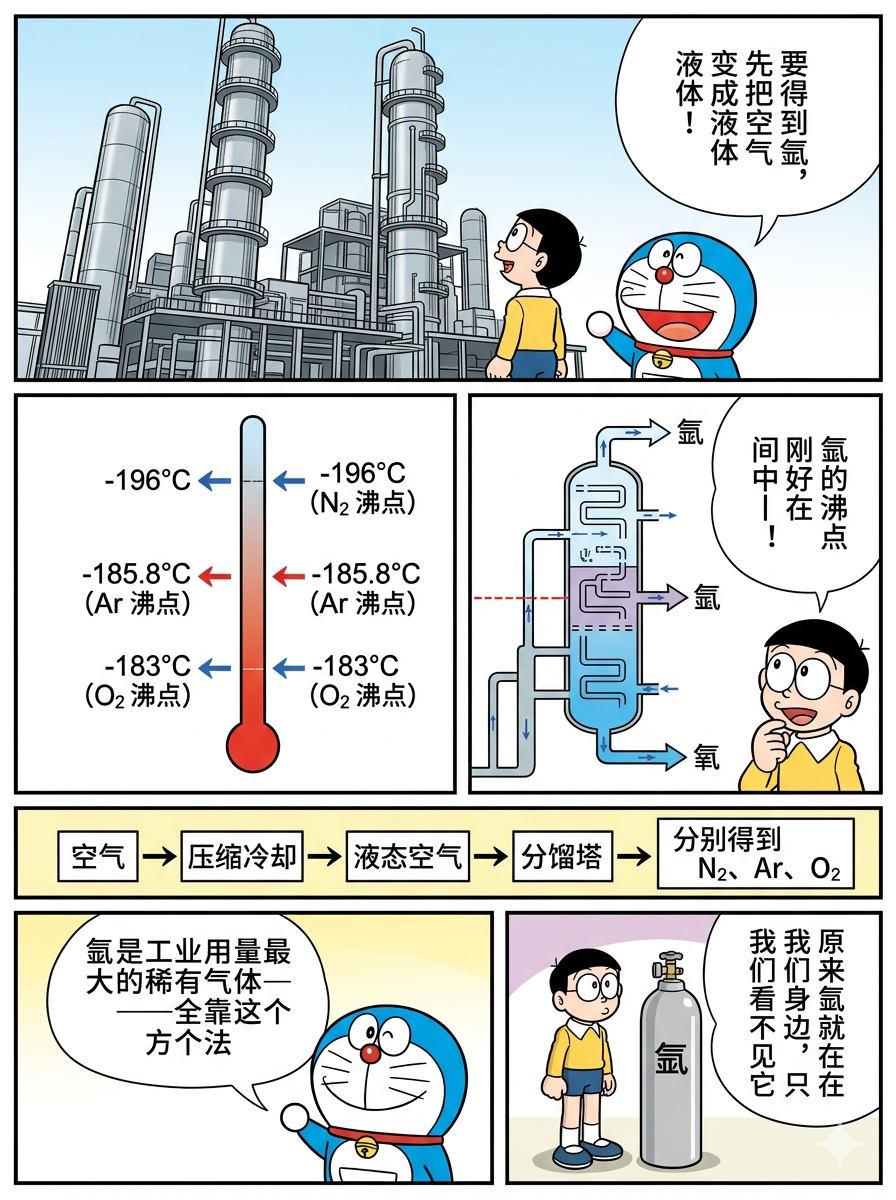 要得到氩，
先把空气
变成液体
液体！
-196°C
-196°C
（N₂ 沸点）
-185.8°C
（Ar 沸点）
-185.8°C
（Ar 沸点）
-183°C
（O₂ 沸点）
-183°C
（O₂ 沸点）
氩
氩
氧
氩的沸点
刚好在
间中—！
空气
压缩冷却
液态空气
分馏塔
分别得到
N₂、Ar、O₂
氩是工业用量最
大的稀有气体—
——全靠这个
方个法
氩
原来氩就在在
我们身边，只
我们看不见它